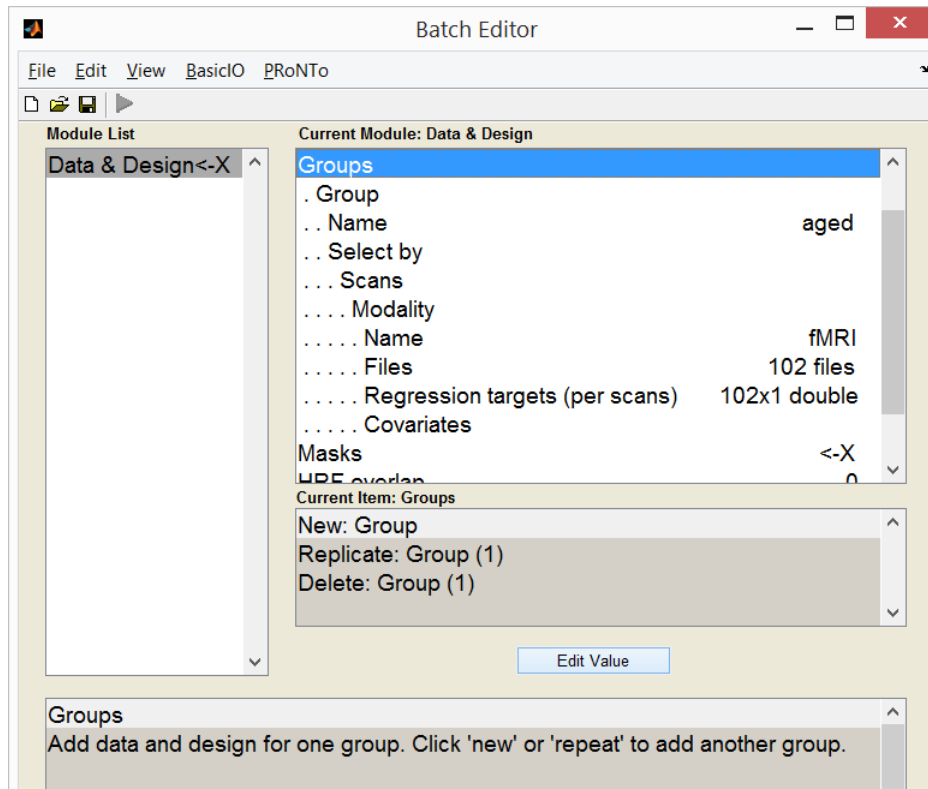 Batch Editor
File Edit View BasicIO PRoNTo
Module List
Data & Design<-X
Current Module: Data & Design
Groups
. Group
. . Name aged
. . Select by
. . . Scans
. . . . Modality
. . . . . Name fMRI
. . . . . Files 102 files
. . . . . Regression targets (per scans) 102x1 double
. . . . . Covariates
Masks <-X
HRF overlap 0
Current Item: Groups
New: Group
Replicate: Group (1)
Delete: Group (1)
Edit Value
Groups
Add data and design for one group. Click 'new' or 'repeat' to add another group.